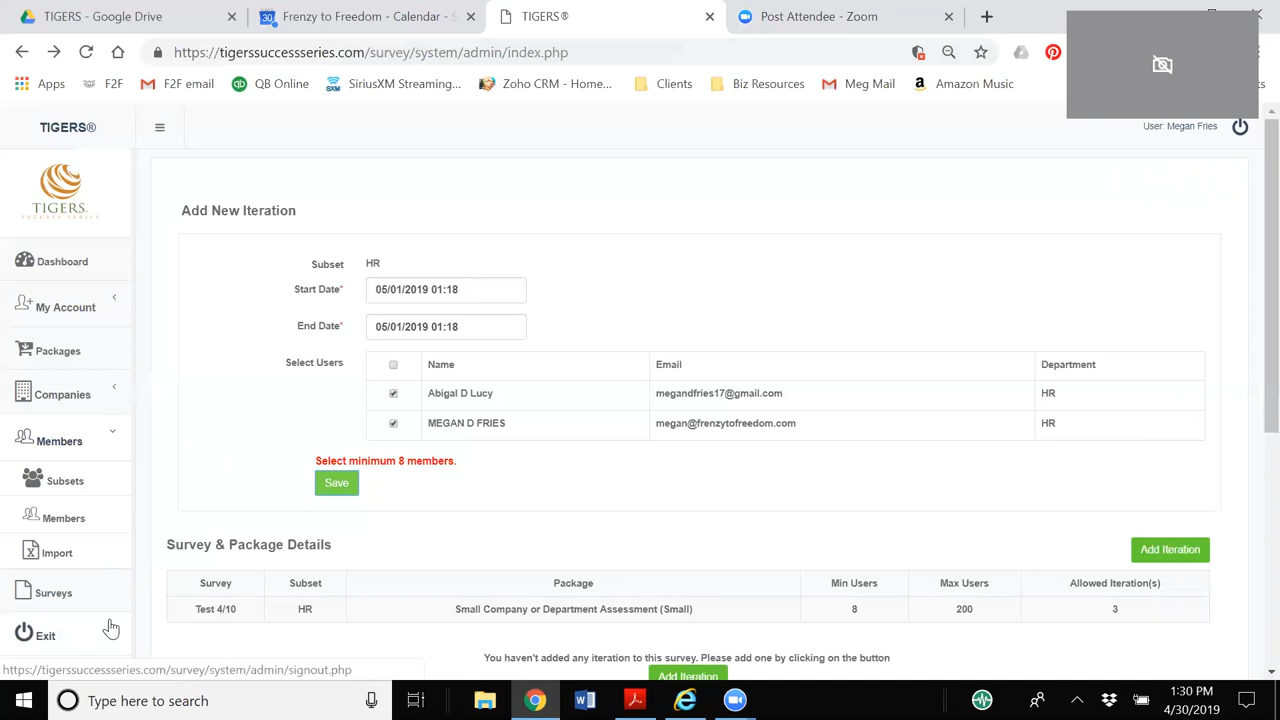 TIGERS - Google Drive
30 Frenzy to Freedom - Calendar -
TIGERS®
Post Attendee - Zoom
https://tigerssuccessseries.com/survey/system/admin/index.php
Apps F2F F2F email QB Online SiriusXM Streaming... Zoho CRM - Home... Clients Biz Resources Meg Mail Amazon Music
TIGERS®
User: Megan Fries
TIGERS
SUCCESS SERIES
Dashboard
My Account
Packages
Companies
Members
Subsets
Members
Import
Surveys
Exit
Add New Iteration
Subset HR
Start Date* 05/01/2019 01:18
End Date* 05/01/2019 01:18
Select Users
Name Email Department
Abigal D Lucy megandfries17@gmail.com HR
MEGAN D FRIES megan@frenzytofreedom.com HR
Select minimum 8 members.
Save
Survey & Package Details
Add Iteration
Survey Subset Package Min Users Max Users Allowed Iteration(s)
Test 4/10 HR Small Company or Department Assessment (Small) 8 200 3
You haven't added any iteration to this survey. Please add one by clicking on the button
Add Iteration
https://tigerssuccessseries.com/survey/system/admin/signout.php
Type here to search
1:30 PM
4/30/2019